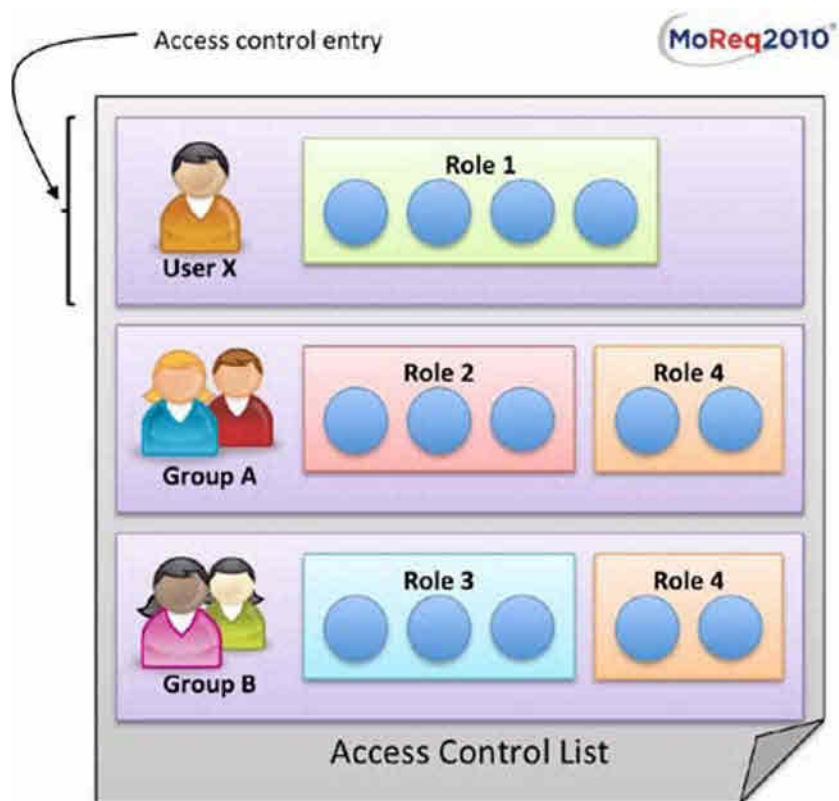 Access control entry
MoReq2010®
Role 1
User X
Role 2
Role 4
Group A
Role 3
Role 4
Group B
Access Control List